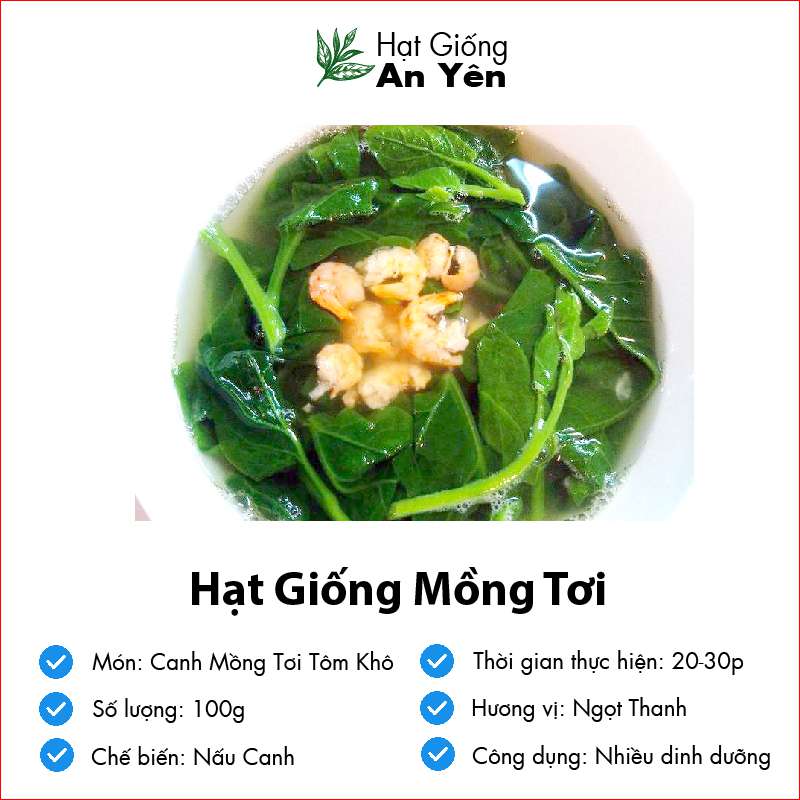 Hạt Giống
An Yên
Hạt Giống Mồng Tơi
Món: Canh Mồng Tơi Tôm Khô
Thời gian thực hiện: 20-30p
Số lượng: 100g
Hương vị: Ngọt Thanh
Chế biến: Nấu Canh
Công dụng: Nhiều dinh dưỡng